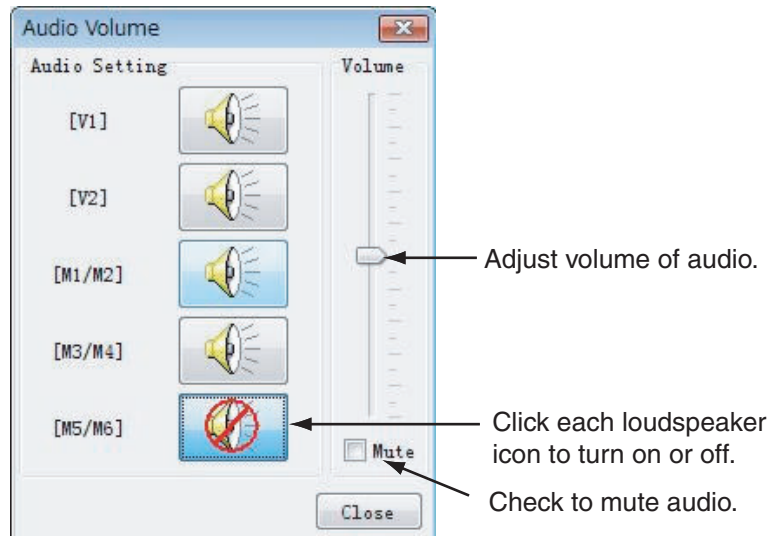 Audio Volume
Audio Setting
Volume
[V1]
[V2]
[M1/M2]
[M3/M4]
[M5/M6]
Mute
Close
Adjust volume of audio.
Click each loudspeaker
icon to turn on or off.
Check to mute audio.